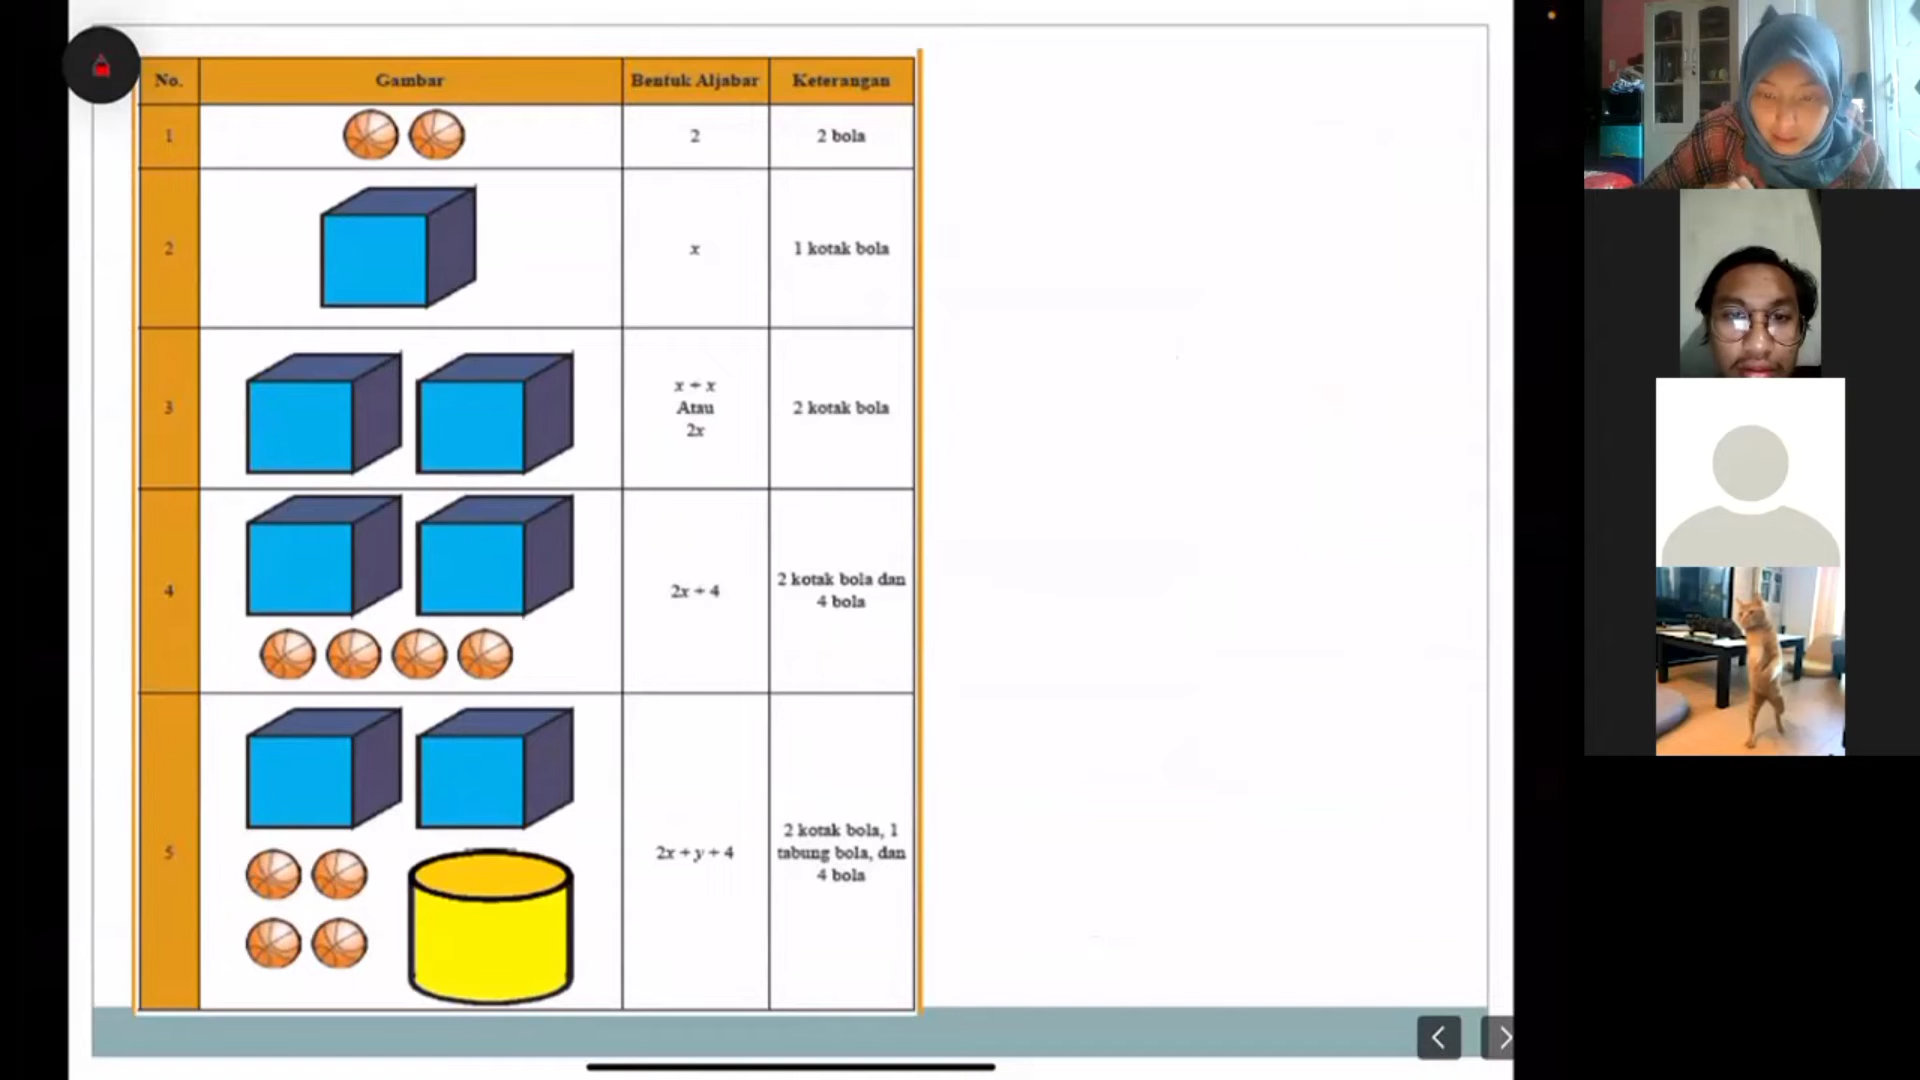 No. Gambar Bentuk Aljabar Keterangan
1 2 2 bola
2 x 1 kotak bola
3 x + x
Atau
2x
2 kotak bola
4 2x + 4 2 kotak bola dan
4 bola
5 2x + y + 4 2 kotak bola, 1
tabung bola, dan
4 bola